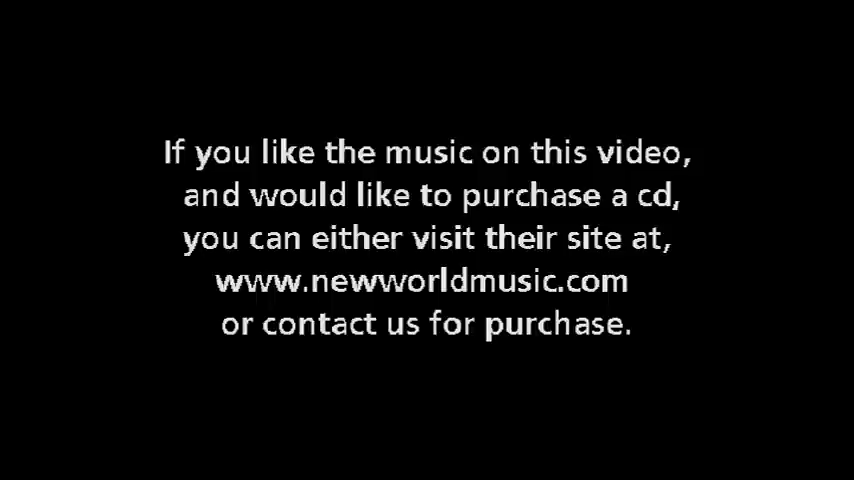 If you like the music on this video,
and would like to purchase a cd,
you can either visit their site at,
www.newworldmusic.com
or contact us for purchase.